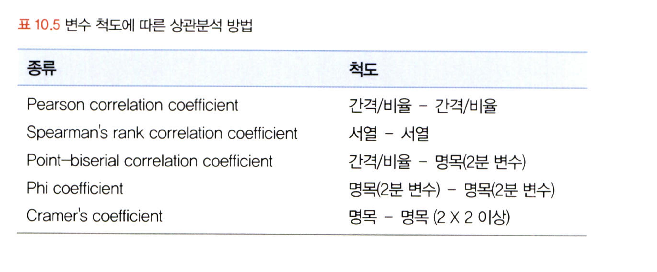 표 10.5 변수 척도에 따른 상관분석 방법
종류 척도
Pearson correlation coefficient 간격/비율 – 간격/비율
Spearman's rank correlation coefficient 서열 – 서열
Point–biserial correlation coefficient 간격/비율 – 명목(2분 변수)
Phi coefficient 명목(2분 변수) – 명목(2분 변수)
Cramer's coefficient 명목 – 명목 (2 X 2 이상)